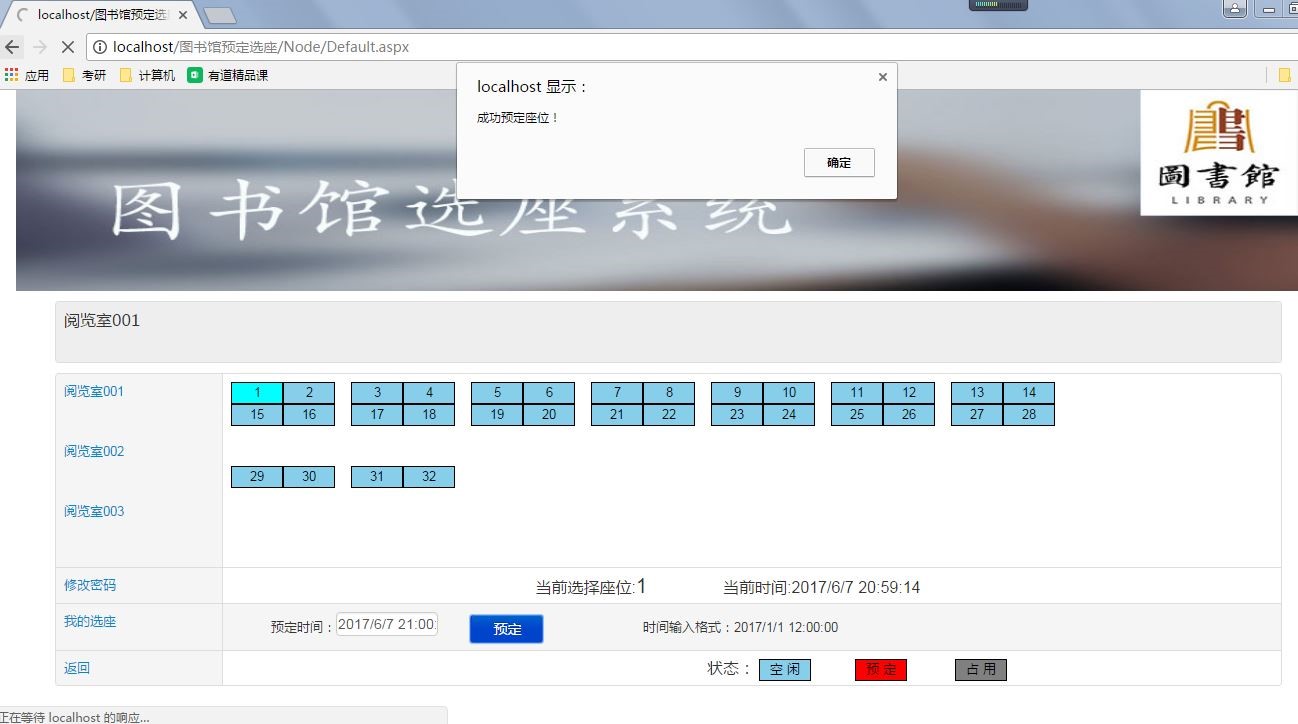 localhost/图书馆预定选
localhost/图书馆预定选座/Node/Default.aspx
应用 考研 计算机 有道精品课
localhost 显示：
成功预定座位！
确定
图书馆选座系统
圖書館
LIBRARY
阅览室001
阅览室001
1 2 3 4 5 6 7 8 9 10 11 12 13 14
15 16 17 18 19 20 21 22 23 24 25 26 27 28
阅览室002
29 30 31 32
阅览室003
修改密码 当前选择座位:1 当前时间:2017/6/7 20:59:14
我的选座 预定时间： 2017/6/7 21:00: 预定 时间输入格式：2017/1/1 12:00:00
返回 状态： 空闲 预定 占用
正在等待 localhost 的响应...